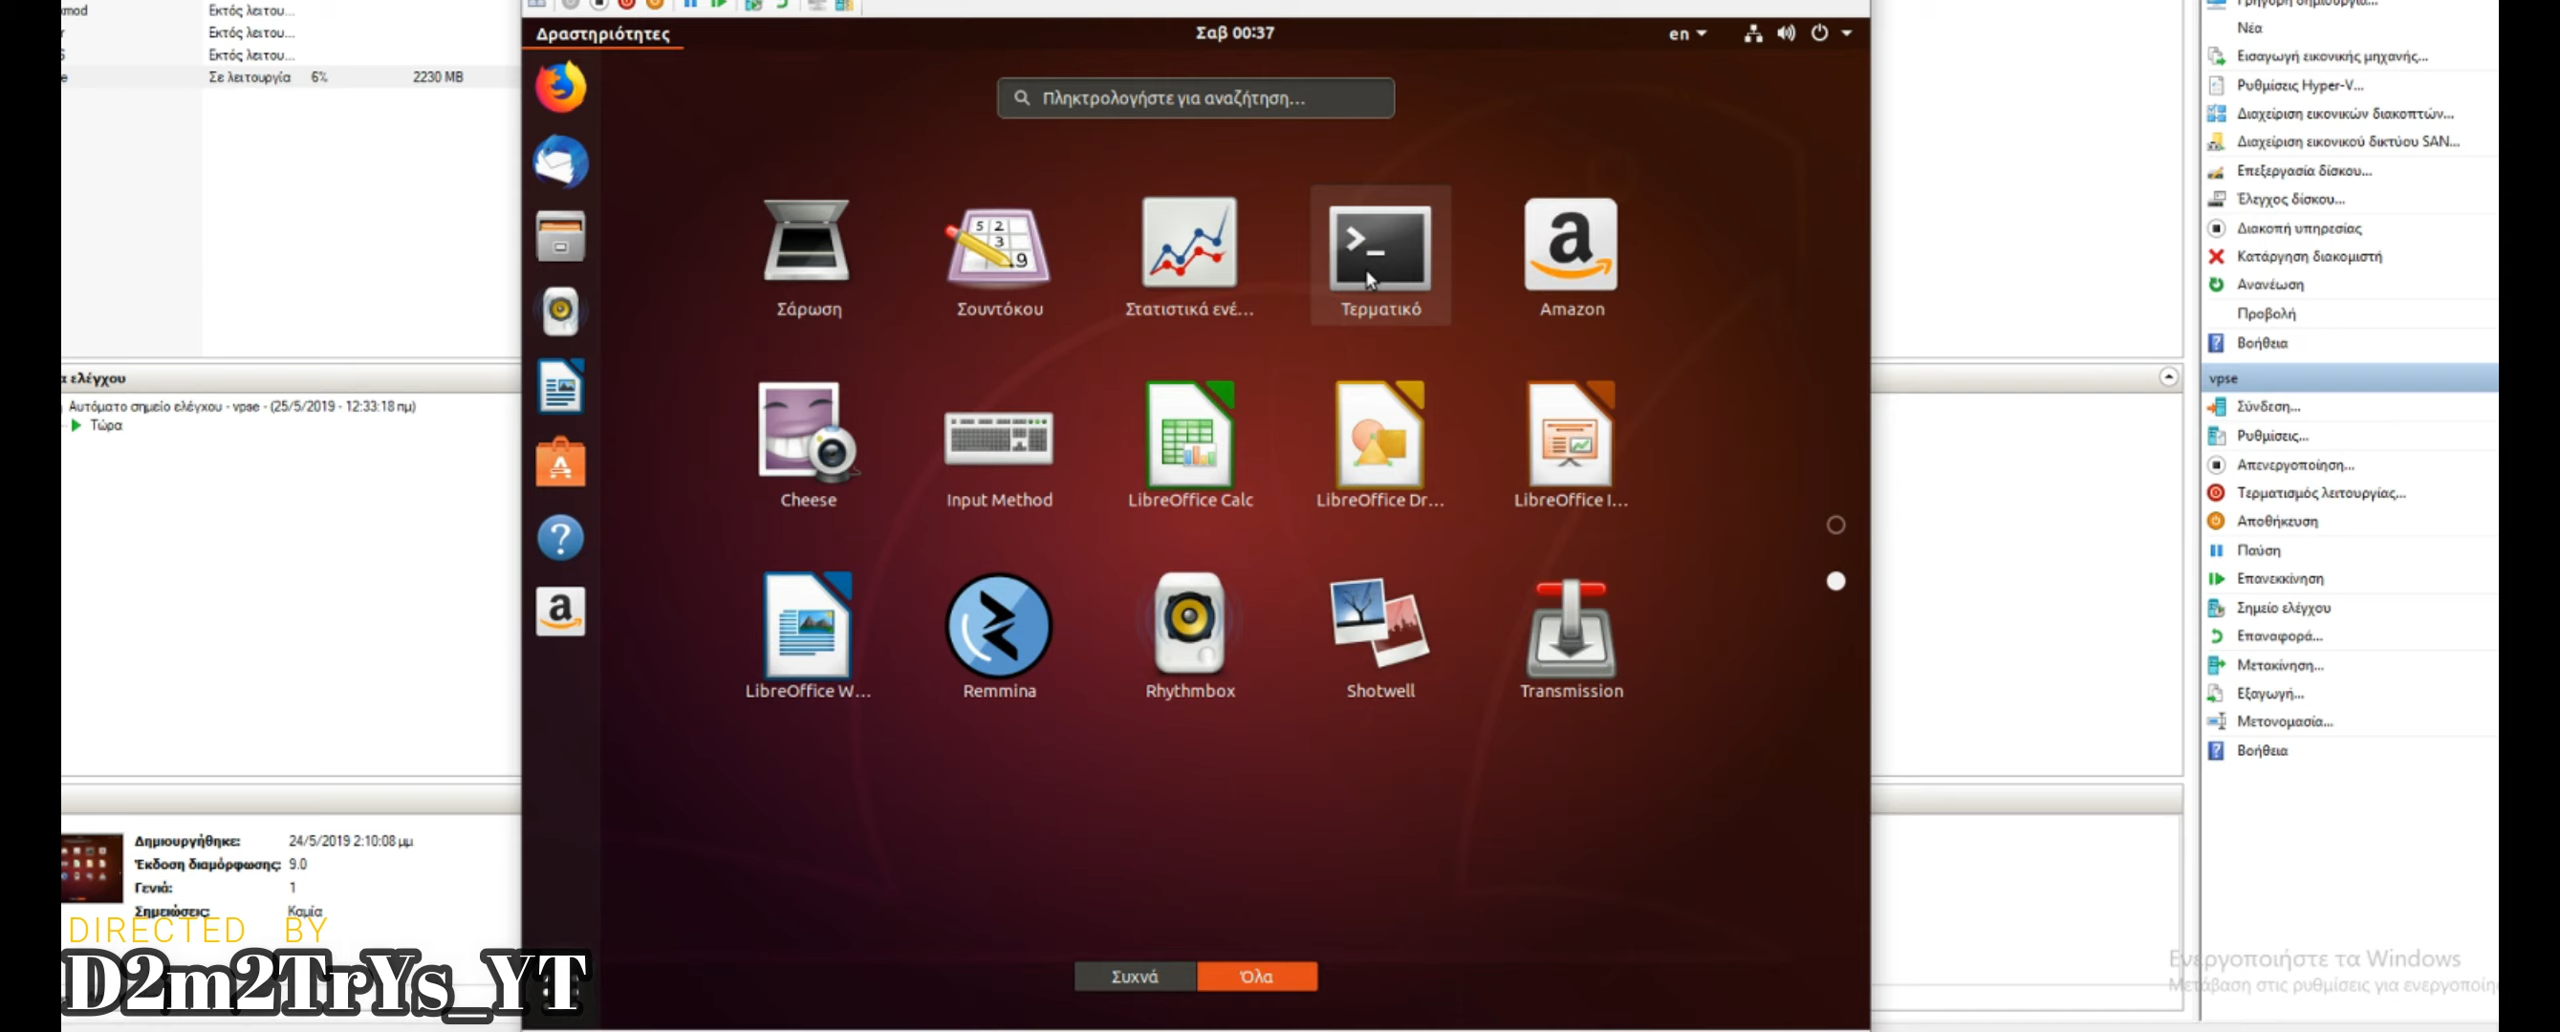 Εκτός λειτου...
Εκτός λειτου...
Εκτός λειτου...
Σε λειτουργία 6% 2230 MB
Αυτόματο σημείο ελέγχου - vpse - (25/5/2019 - 12:33:18 πμ)
Τώρα
Δημιουργήθηκε: 24/5/2019 2:10:08 μμ
Έκδοση διαμόρφωσης: 9.0
Γενιά: 1
Σημειώσεις: Καμία
DIRECTED BY
D2m2TrYs_YT
Δραστηριότητες
Σαβ 00:37
en
Πληκτρολογήστε για αναζήτηση...
Σάρωση
Σουντόκου
Στατιστικά ενέ...
Τερματικό
Amazon
Cheese
Input Method
LibreOffice Calc
LibreOffice Dr...
LibreOffice I...
LibreOffice W...
Remmina
Rhythmbox
Shotwell
Transmission
Συχνά
Όλα
Νέα
Εισαγωγή εικονικής μηχανής...
Ρυθμίσεις Hyper-V...
Διαχείριση εικονικών διακοπτών...
Διαχείριση εικονικού δικτύου SAN...
Επεξεργασία δίσκου...
Έλεγχος δίσκου...
Διακοπή υπηρεσίας
Κατάργηση διακομιστή
Ανανέωση
Προβολή
Βοήθεια
vpse
Σύνδεση...
Ρυθμίσεις...
Απενεργοποίηση...
Τερματισμός λειτουργίας...
Αποθήκευση
Παύση
Επανεκκίνηση
Σημείο ελέγχου
Επαναφορά...
Μετακίνηση...
Εξαγωγή...
Μετονομασία...
Βοήθεια
Ενεργοποιήστε τα Windows
Μετάβαση στις ρυθμίσεις για ενεργοποίη